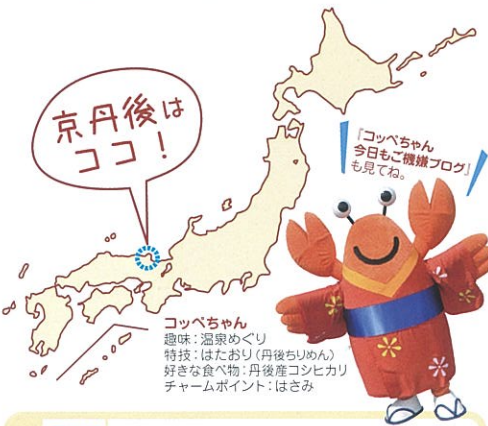 京丹後は
ココ!
『コッペちゃん
今日もご機嫌ブログ』
も見てね。
コッペちゃん
趣味:温泉めぐり
特技:はたおり(丹後ちりめん)
好きな食べ物:丹後産コシヒカリ
チャームポイント:はさみ